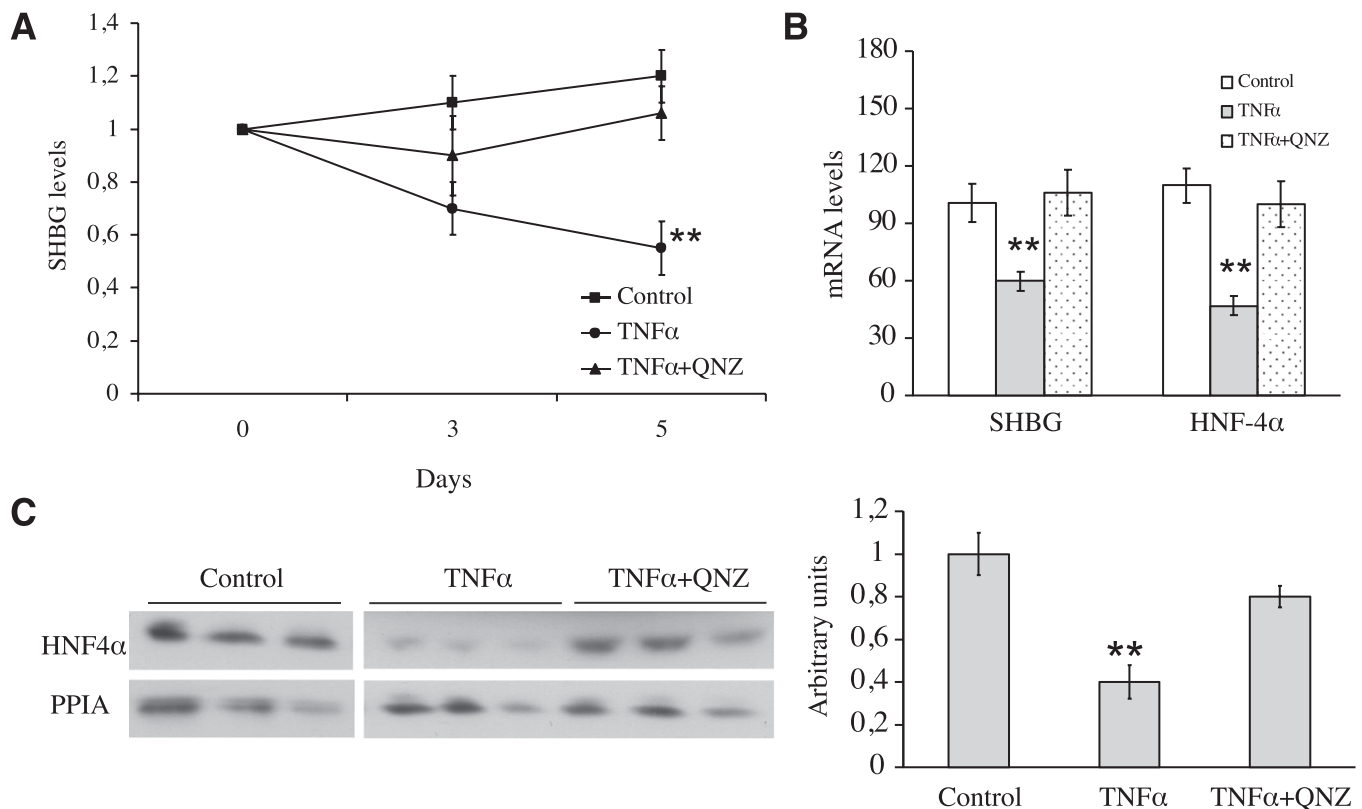 A
1,4
1,2
1
0,8
0,6
0,4
0,2
0
SHBG levels
**
Control
TNFα
TNFα+QNZ
0 3 5
Days
B
180
150
120
90
60
30
0
mRNA levels
Control
TNFα
TNFα+QNZ
** **
SHBG HNF-4α
C
Control TNFα TNFα+QNZ
HNF4α
PPIA
1,2
1
0,8
0,6
0,4
0,2
0
Arbitrary units
**
Control TNFα TNFα+QNZ